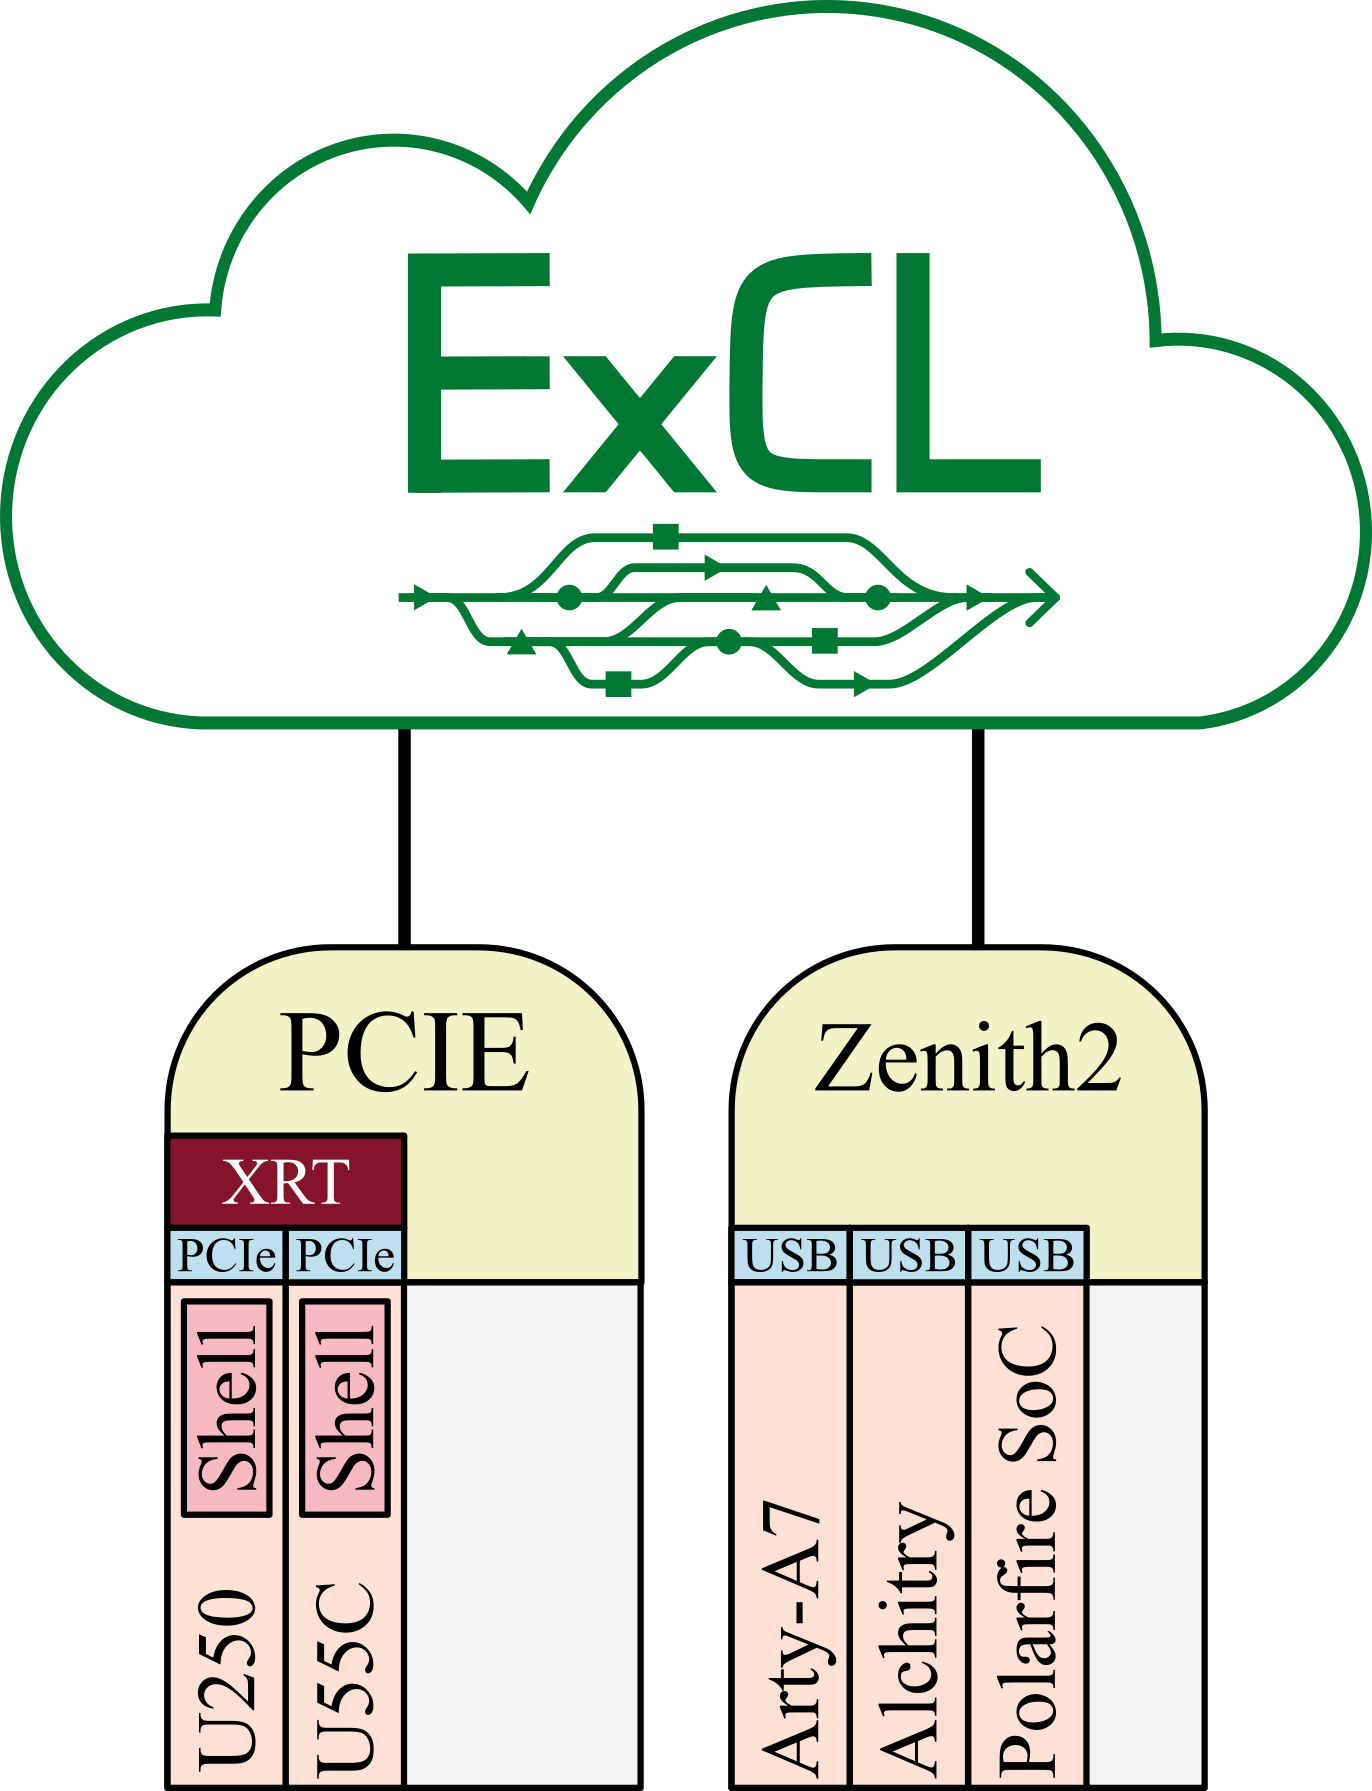 ExCL
PCIE
XRT
PCIe
PCIe
Shell
Shell
U250
U55C
Zenith2
USB
USB
USB
Arty-A7
Alchitry
Polarfire SoC